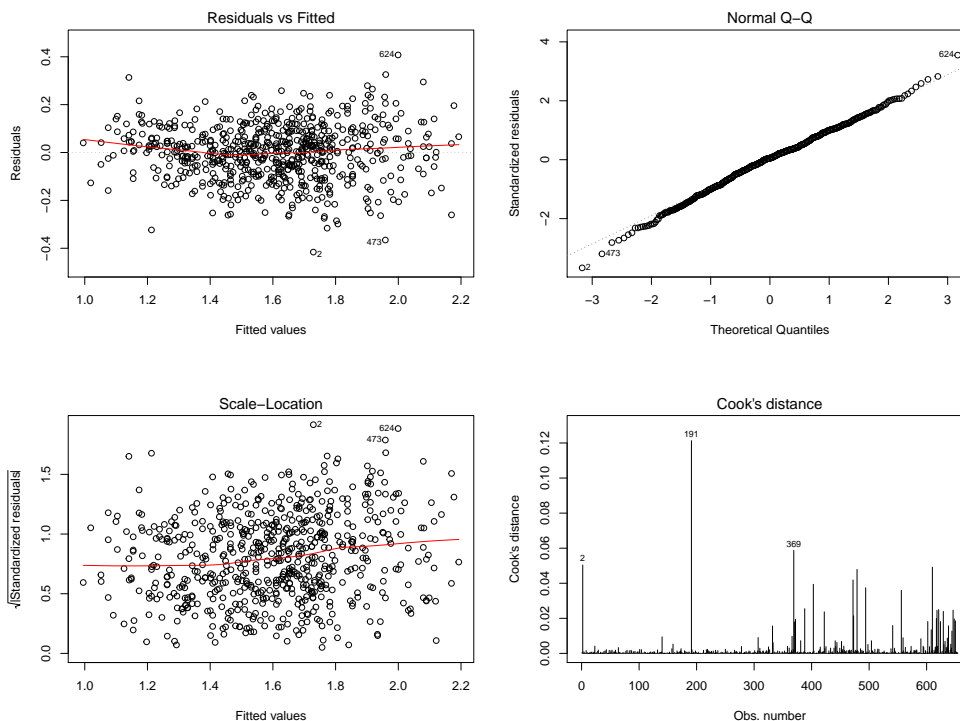 Residuals vs Fitted
Residuals
0.4
0.2
0.0
−0.2
−0.4
624
473
2
1.0 1.2 1.4 1.6 1.8 2.0 2.2
Fitted values
Normal Q−Q
Standardized residuals
4
2
0
−2
624
473
2
−3 −2 −1 0 1 2 3
Theoretical Quantiles
Scale−Location
√|Standardized residuals|
1.5
1.0
0.5
0.0
2
624
473
1.0 1.2 1.4 1.6 1.8 2.0 2.2
Fitted values
Cook's distance
Cook's distance
0.12
0.10
0.08
0.06
0.04
0.02
0.00
191
369
2
0 100 200 300 400 500 600
Obs. number